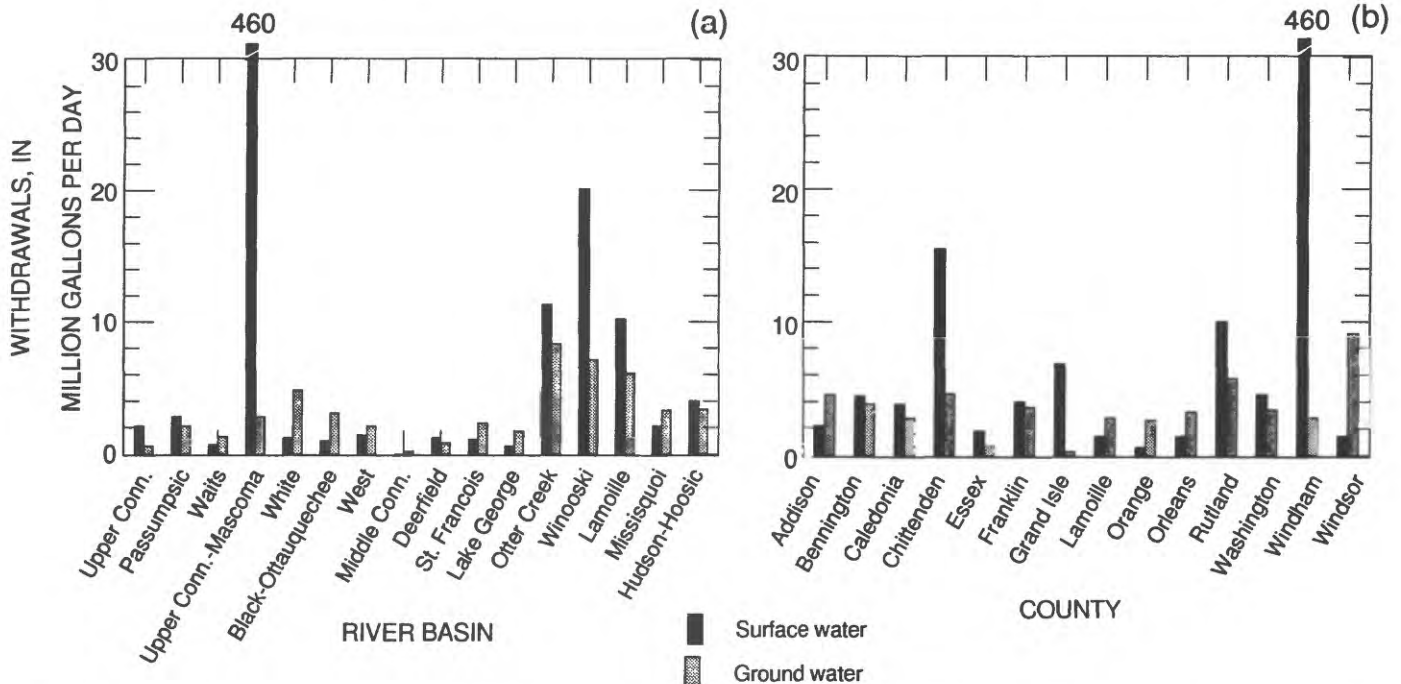 460
(a)
30
20
10
0
WITHDRAWALS, IN
MILLION GALLONS PER DAY
Upper Conn.
Passumpsic
Waits
Upper Conn.-Mascoma
White
Black-Ottauquechee
West
Middle Conn.
Deerfield
St. Francois
Lake George
Otter Creek
Winooski
Lamoille
Missisquoi
Hudson-Hoosic
RIVER BASIN
460
(b)
30
20
10
0
Addison
Bennington
Caledonia
Chittenden
Essex
Franklin
Grand Isle
Lamoille
Orange
Orleans
Rutland
Washington
Windham
Windsor
COUNTY
Surface water
Ground water